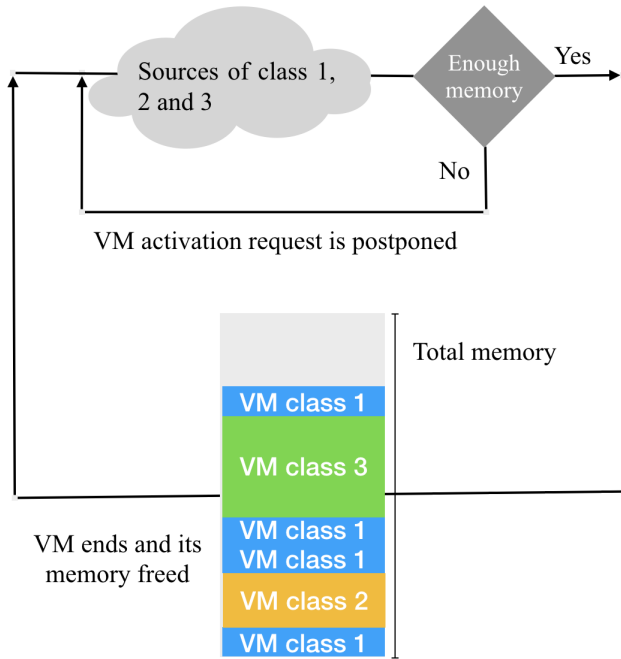 Sources of class 1,
2 and 3
Enough
memory
Yes
No
VM activation request is postponed
Total memory
VM class 1
VM class 3
VM class 1
VM class 1
VM class 2
VM class 1
VM ends and its
memory freed